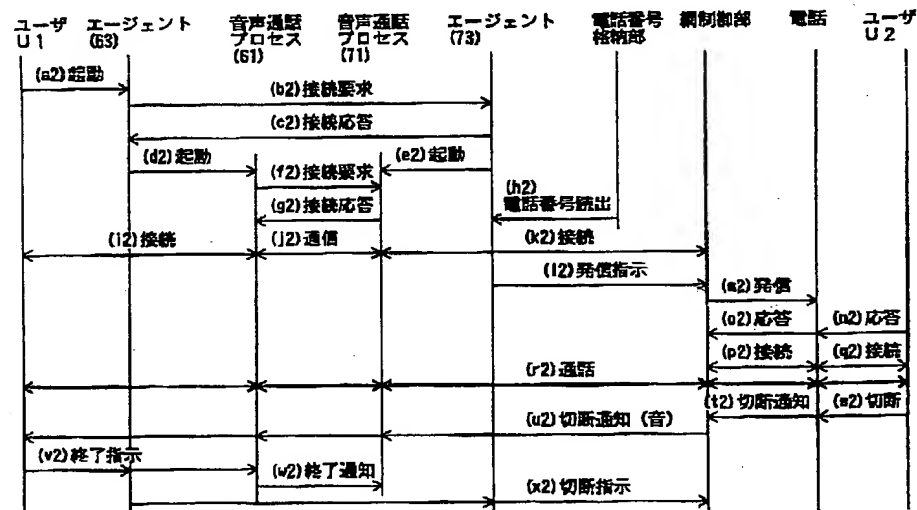 ユーザ エージェント 音声通話 音声通話 エージェント 電話番号 網制御部 電話 ユーザ
U1 (63) プロセス プロセス (73) 格納部 U2
(61) (71)
(a2)起動
(b2)接続要求
(c2)接続応答
(d2)起動 (e2)起動
(f2)接続要求
(h2)
(g2)接続応答 電話番号読出
(i2)接続 (j2)通信 (k2)接続
(l2)発信指示
(m2)発信
(o2)応答 (n2)応答
(p2)接続 (q2)接続
(r2)通話
(t2)切断通知 (s2)切断
(u2)切断通知(音)
(v2)終了指示
(w2)終了通知
(x2)切断指示